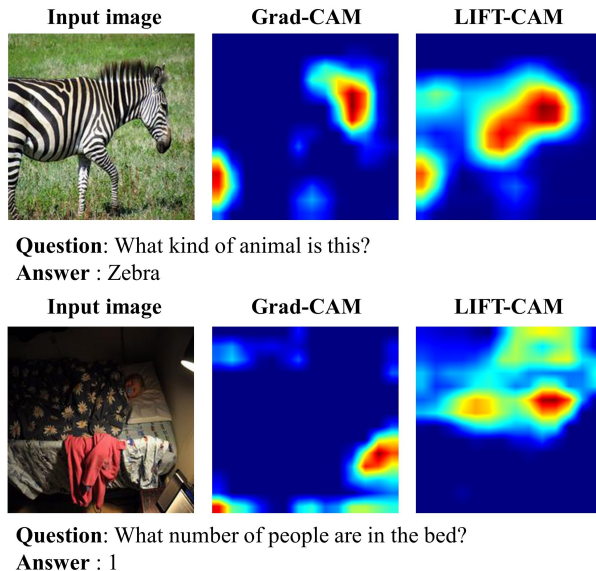 Input image Grad-CAM LIFT-CAM
Question: What kind of animal is this?
Answer : Zebra
Input image Grad-CAM LIFT-CAM
Question: What number of people are in the bed?
Answer : 1